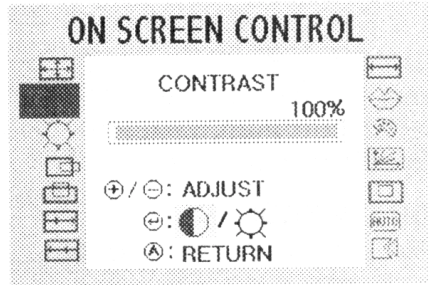 ON SCREEN CONTROL
CONTRAST
100%
⊕/⊖: ADJUST
⏎: ◐ / ☼
Ⓐ: RETURN